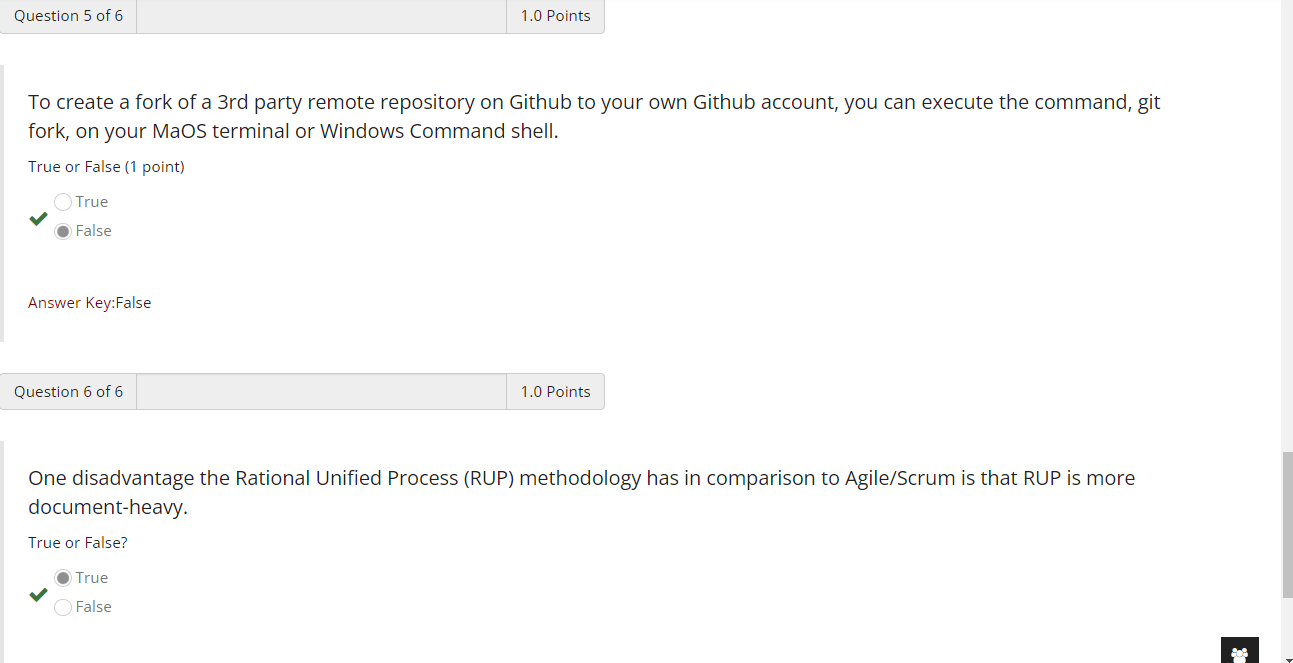 Question 5 of 6
1.0 Points
To create a fork of a 3rd party remote repository on Github to your own Github account, you can execute the command, git
fork, on your MaOS terminal or Windows Command shell.
True or False (1 point)
True
False
Answer Key:False
Question 6 of 6
1.0 Points
One disadvantage the Rational Unified Process (RUP) methodology has in comparison to Agile/Scrum is that RUP is more
document-heavy.
True or False?
True
False